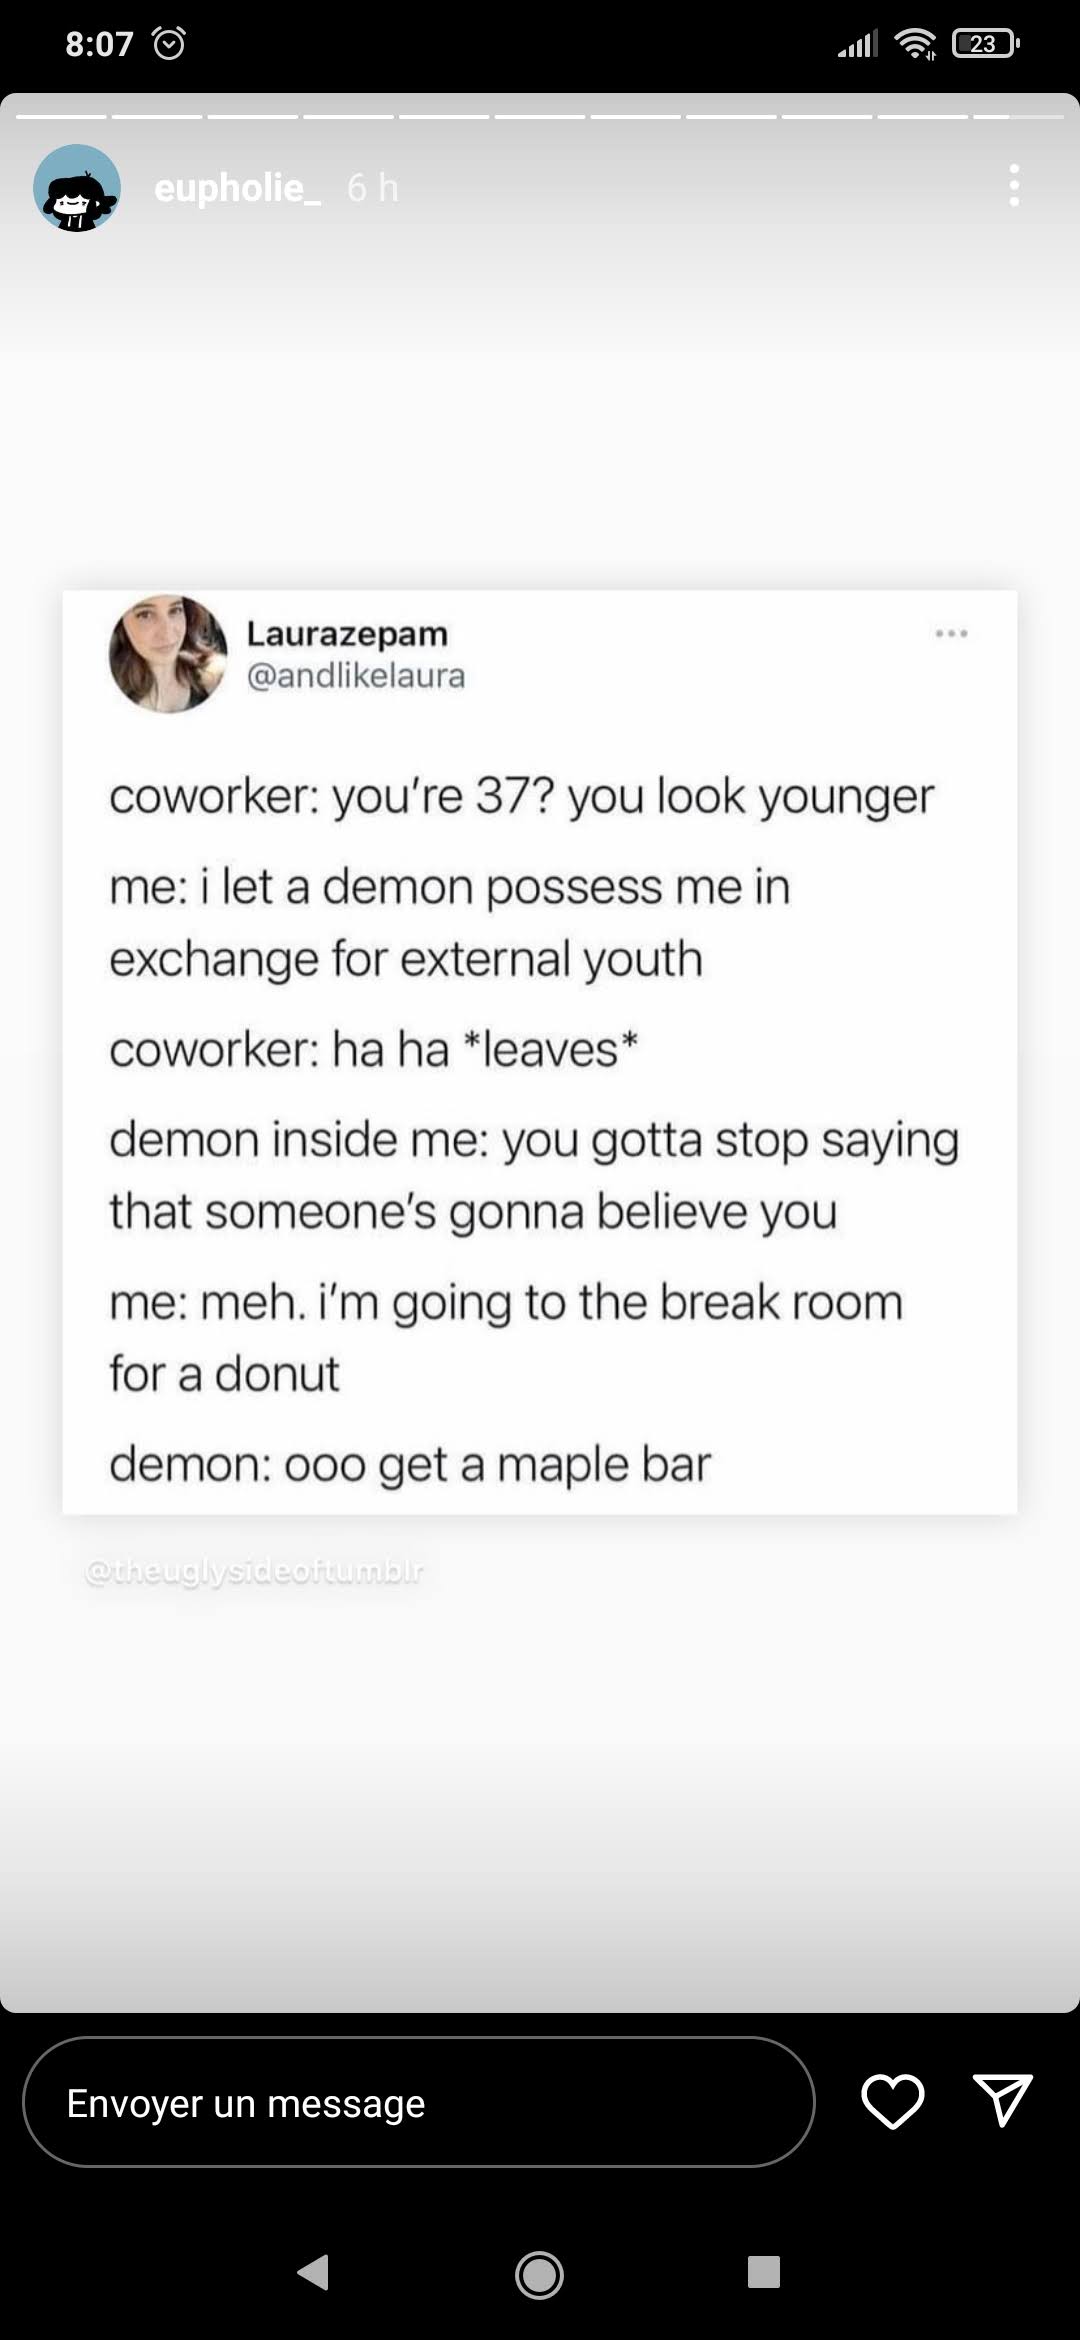 8:07
23
eupholie_ 6 h
Laurazepam
@andlikelaura
coworker: you're 37? you look younger
me: i let a demon possess me in
exchange for external youth
coworker: ha ha *leaves*
demon inside me: you gotta stop saying
that someone's gonna believe you
me: meh. i'm going to the break room
for a donut
demon: ooo get a maple bar
@theuglysideoftumblr
Envoyer un message